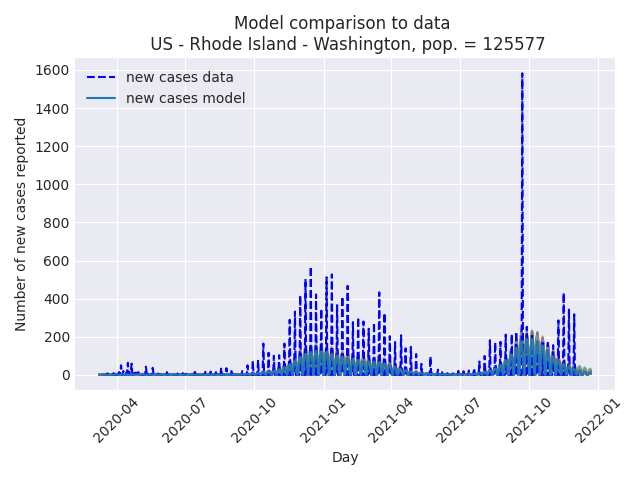 Model comparison to data
US - Rhode Island - Washington, pop. = 125577
new cases data
new cases model
Number of new cases reported
1600
1400
1200
1000
800
600
400
200
0
2020-04
2020-07
2020-10
2021-01
2021-04
2021-07
2021-10
2022-01
Day